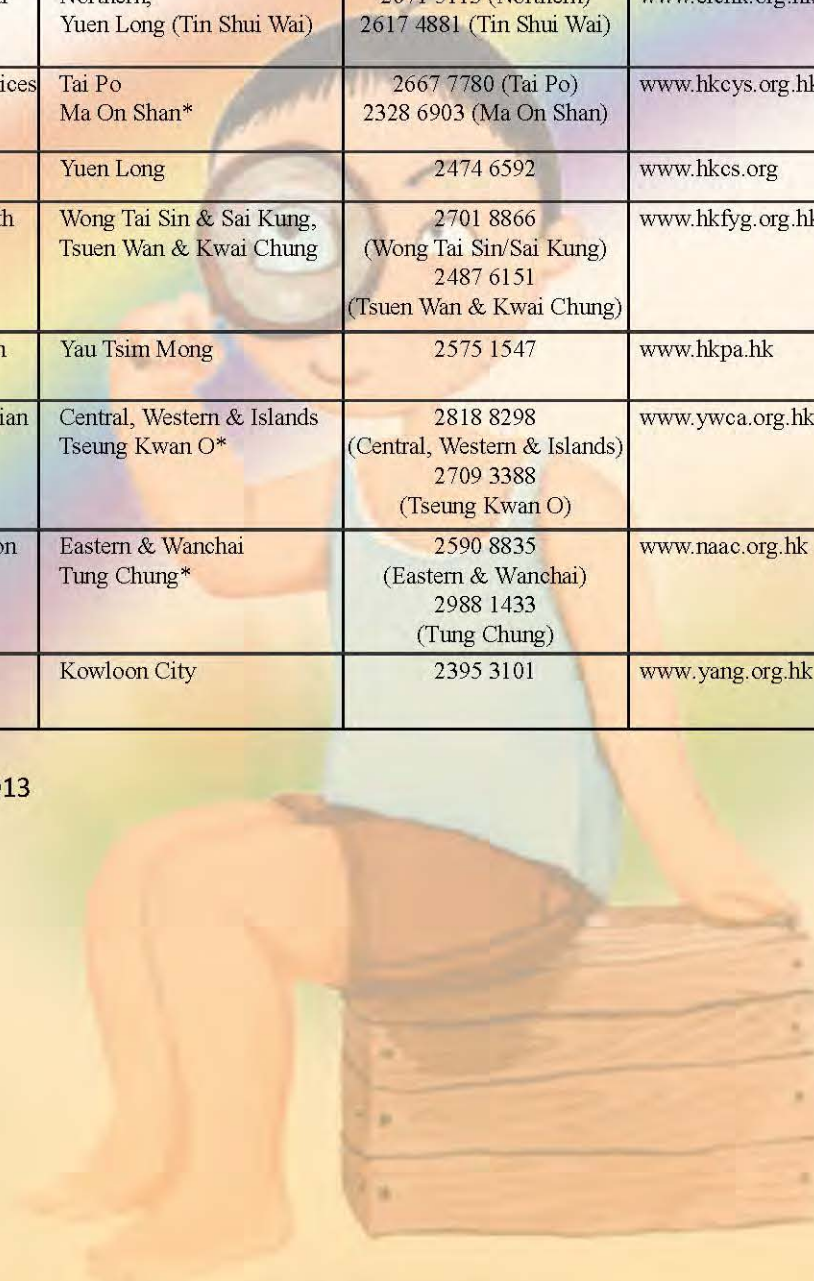 Yuen Long (Tin Shui Wai)
2617 4881 (Tin Shui Wai)
ices
Tai Po
Ma On Shan*
2667 7780 (Tai Po)
2328 6903 (Ma On Shan)
www.hkcys.org.hk
Yuen Long
2474 6592
www.hkcs.org
th
Wong Tai Sin & Sai Kung,
Tsuen Wan & Kwai Chung
2701 8866
(Wong Tai Sin/Sai Kung)
2487 6151
(Tsuen Wan & Kwai Chung)
www.hkfyg.org.hk
n
Yau Tsim Mong
2575 1547
www.hkpa.hk
ian
Central, Western & Islands
Tseung Kwan O*
2818 8298
(Central, Western & Islands)
2709 3388
(Tseung Kwan O)
www.ywca.org.hk
on
Eastern & Wanchai
Tung Chung*
2590 8835
(Eastern & Wanchai)
2988 1433
(Tung Chung)
www.naac.org.hk
Kowloon City
2395 3101
www.yang.org.hk
13